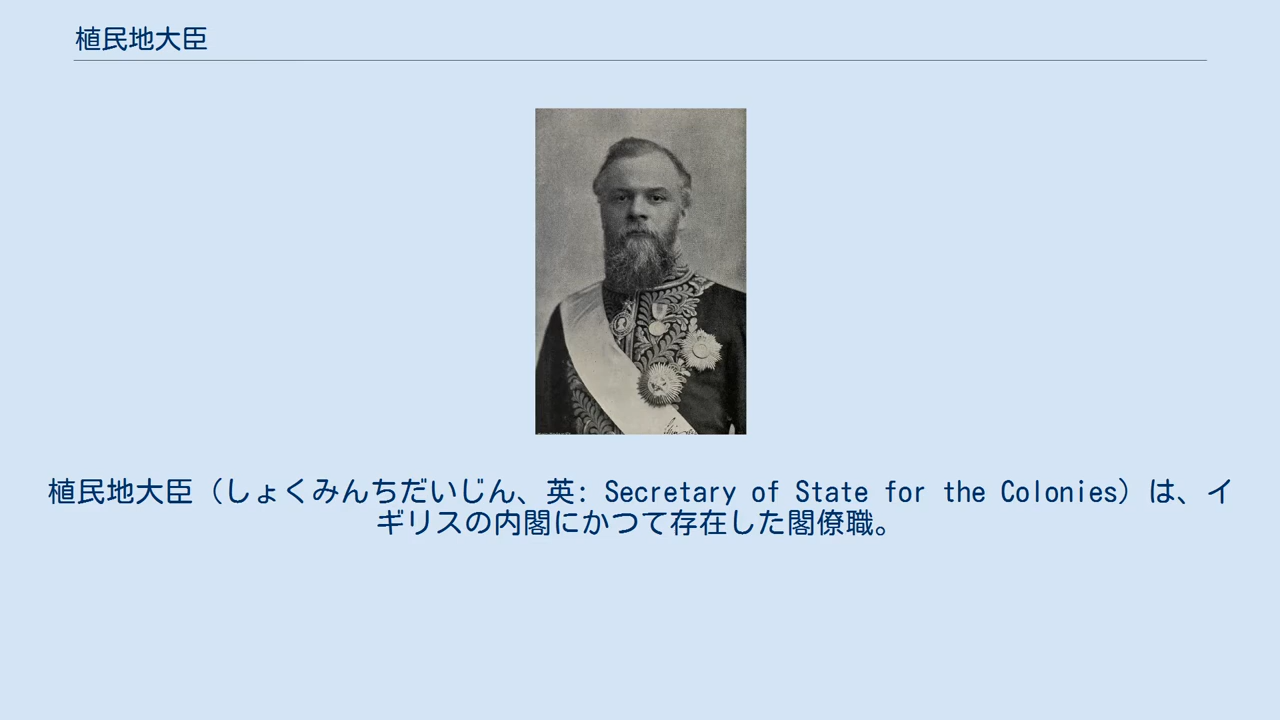 植民地大臣
植民地大臣（しょくみんちだいじん、英: Secretary of State for the Colonies）は、イ
ギリスの内閣にかつて存在した閣僚職。